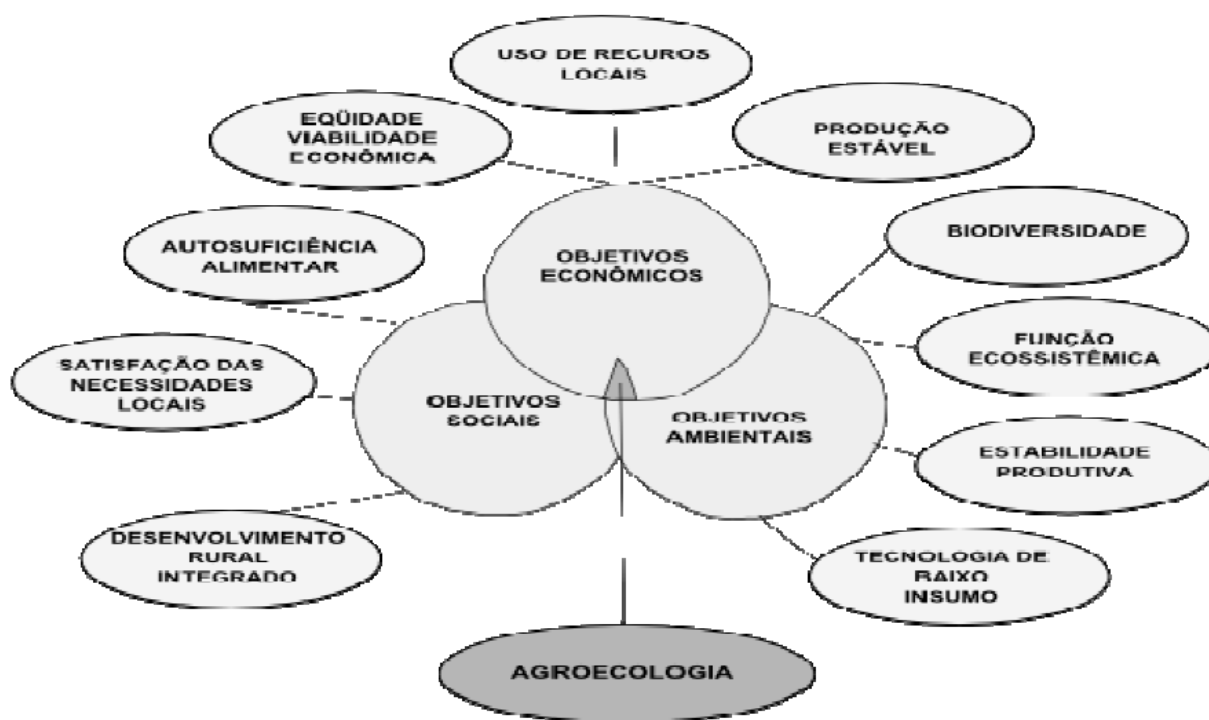 USO DE RECUROS
LOCAIS
EQÜIDADE
VIABILIDADE
ECONÔMICA
PRODUÇÃO
ESTÁVEL
AUTOSUFICIÊNCIA
ALIMENTAR
BIODIVERSIDADE
OBJETIVOS
ECONÔMICOS
FUNÇÃO
ECOSSISTÊMICA
SATISFAÇÃO DAS
NECESSIDADES
LOCAIS
OBJETIVOS
SOCIAIS
OBJETIVOS
AMBIENTAIS
ESTABILIDADE
PRODUTIVA
DESENVOLVIMENTO
RURAL
INTEGRADO
TECNOLOGIA DE
BAIXO
INSUMO
AGROECOLOGIA